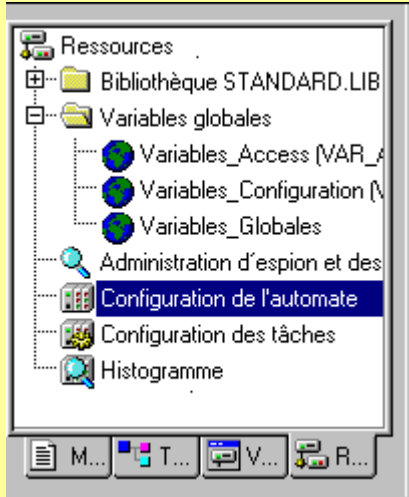 Ressources
Bibliothèque STANDARD.LIB
Variables globales
Variables_Access (VAR_
Variables_Configuration (
Variables_Globales
Administration d´espion et des
Configuration de l'automate
Configuration des tâches
Histogramme
M... T... V... R...